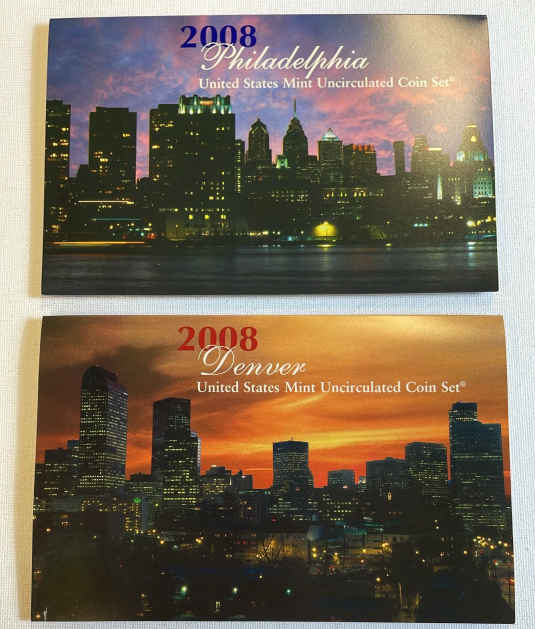 2008
Philadelphia
United States Mint Uncirculated Coin Set®
2008
Denver
United States Mint Uncirculated Coin Set®